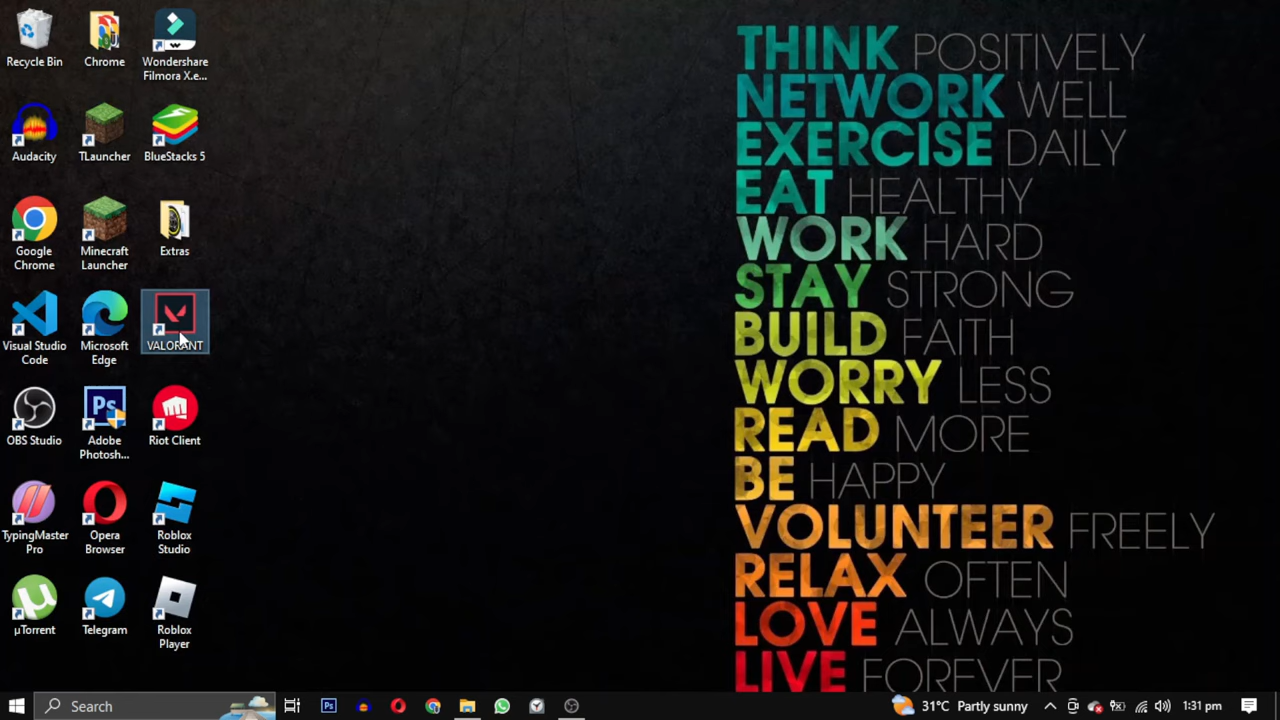 Recycle Bin
Chrome
Wondershare
Filmora X.e...
Audacity
TLauncher
BlueStacks 5
Google
Chrome
Minecraft
Launcher
Extras
Visual Studio
Code
Microsoft
Edge
VALORANT
OBS Studio
Adobe
Photosh...
Riot Client
TypingMaster
Pro
Opera
Browser
Roblox
Studio
µTorrent
Telegram
Roblox
Player
THINK POSITIVELY
NETWORK WELL
EXERCISE DAILY
EAT HEALTHY
WORK HARD
STAY STRONG
BUILD FAITH
WORRY LESS
READ MORE
BE HAPPY
VOLUNTEER FREELY
RELAX OFTEN
LOVE ALWAYS
LIVE FOREVER
Search
31°C Partly sunny
1:31 pm